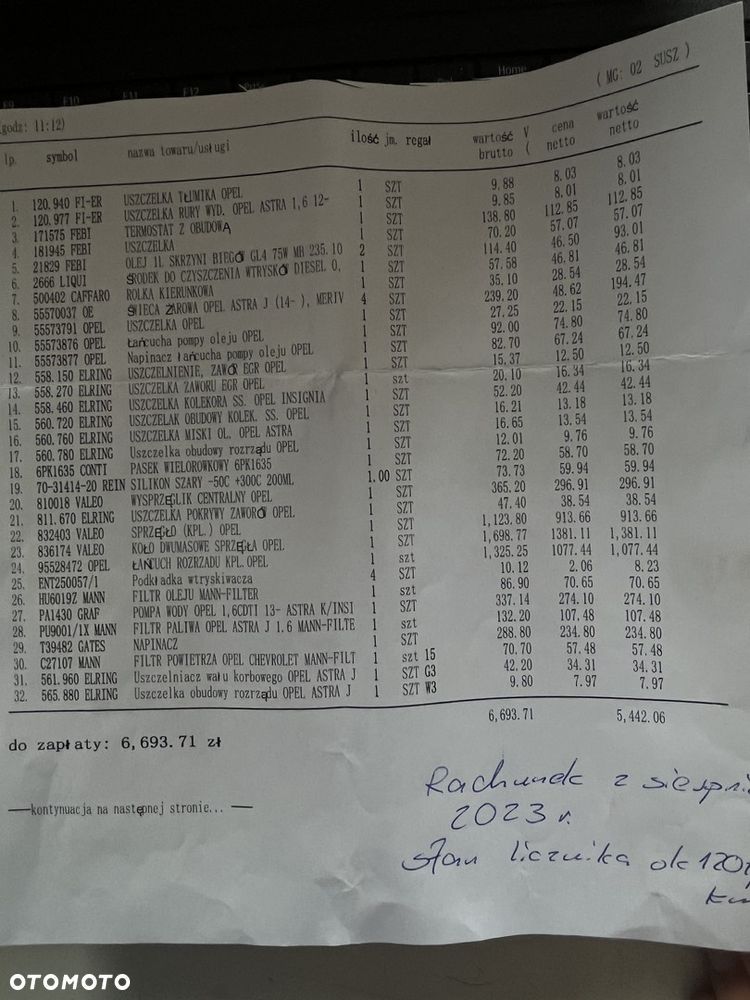 (godz: 11:12) ( MG: 02 SUSZ )
lp. symbol nazwa towaru/usługi ilość jm. regał wartość brutto V ( cena netto wartość netto
1. 120.940 FI-ER USZCZELKA TŁUMIKA OPEL 1 SZT 9.88 8.03 8.03
2. 120.977 FI-ER USZCZELKA RURY WYD. OPEL ASTRA 1,6 12- 1 SZT 9.85 8.01 8.01
3. 171575 FEBI TERMOSTAT Z OBUDOWĄ 1 SZT 138.80 112.85 112.85
4. 181945 FEBI USZCZELKA 1 SZT 70.20 57.07 57.07
5. 21829 FEBI OLEJ 1L SKRZYNI BIEGÓ GL4 75W MB 235.10 2 SZT 114.40 46.50 93.01
6. 2666 LIQUI ŚRODEK DO CZYSZCZENIA WTRYSKÓ DIESEL 0, 1 SZT 57.58 46.81 46.81
7. 500402 CAFFARO ROLKA KIERUNKOWA 1 SZT 35.10 28.54 28.54
8. 55570037 OE ŚWIECA ŻAROWA OPEL ASTRA J (14- ), MERIV 4 SZT 239.20 48.62 194.47
9. 55573791 OPEL USZCZELKA OPEL 1 SZT 27.25 22.15 22.15
10. 55573876 OPEL Łańcucha pompy oleju OPEL 1 SZT 92.00 74.80 74.80
11. 55573877 OPEL Napinacz łańcucha pompy oleju OPEL 1 SZT 82.70 67.24 67.24
12. 558.150 ELRING USZCZELNIENIE, ZAWÓR EGR OPEL 1 SZT 15.37 12.50 12.50
13. 558.270 ELRING USZCZELKA ZAWORU EGR OPEL 1 szt 20.10 16.34 16.34
14. 558.460 ELRING USZCZELKA KOLEKORA SS. OPEL INSIGNIA 1 SZT 52.20 42.44 42.44
15. 560.720 ELRING USZCZELAK OBUDOWY KOLEK. SS. OPEL 1 SZT 16.21 13.18 13.18
16. 560.760 ELRING USZCZELKA MISKI OL. OPEL ASTRA 1 SZT 16.65 13.54 13.54
17. 560.780 ELRING Uszczelka obudowy rozrządu OPEL 1 SZT 12.01 9.76 9.76
18. 6PK1635 CONTI PASEK WIELOROWKOWY 6PK1635 1 SZT 72.20 58.70 58.70
19. 70-31414-20 REIN SILIKON SZARY -50C +300C 200ML 1.00 SZT 73.73 59.94 59.94
20. 810018 VALEO WYSPRZĘGLIK CENTRALNY OPEL 1 SZT 365.20 296.91 296.91
21. 811.670 ELRING USZCZELKA POKRYWY ZAWORÓ OPEL 1 SZT 47.40 38.54 38.54
22. 832403 VALEO SPRZĘGŁO (KPL.) OPEL 1 SZT 1,123.80 913.66 913.66
23. 836174 VALEO KOŁO DWUMASOWE SPRZĘGŁA OPEL 1 SZT 1,698.77 1381.11 1,381.11
24. 95528472 OPEL ŁAŃCUCH ROZRZADU KPL.OPEL 1 szt 1,325.25 1077.44 1,077.44
25. ENT250057/1 Podkładka wtryskiwacza 4 SZT 10.12 2.06 8.23
26. HU6019Z MANN FILTR OLEJU MANN-FILTER 1 szt 86.90 70.65 70.65
27. PA1430 GRAF POMPA WODY OPEL 1,6CDTI 13- ASTRA K/INSI 1 SZT 337.14 274.10 274.10
28. PU9001/1X MANN FILTR PALIWA OPEL ASTRA J 1.6 MANN-FILTE 1 szt 132.20 107.48 107.48
29. T39482 GATES NAPINACZ 1 SZT 288.80 234.80 234.80
30. C27107 MANN FILTR POWIETRZA OPEL CHEVROLET MANN-FILT 1 szt 15 70.70 57.48 57.48
31. 561.960 ELRING Uszczelniacz wału korbowego OPEL ASTRA J 1 SZT G3 42.20 34.31 34.31
32. 565.880 ELRING Uszczelka obudowy rozrządu OPEL ASTRA J 1 SZT W3 9.80 7.97 7.97
6,693.71 5,442.06
do zapłaty: 6,693.71 zł
—kontynuacja na następnej stronie... —
Rachunek z sierpni
2023 r.
stan licznika ok 120
km
OTOMOTO